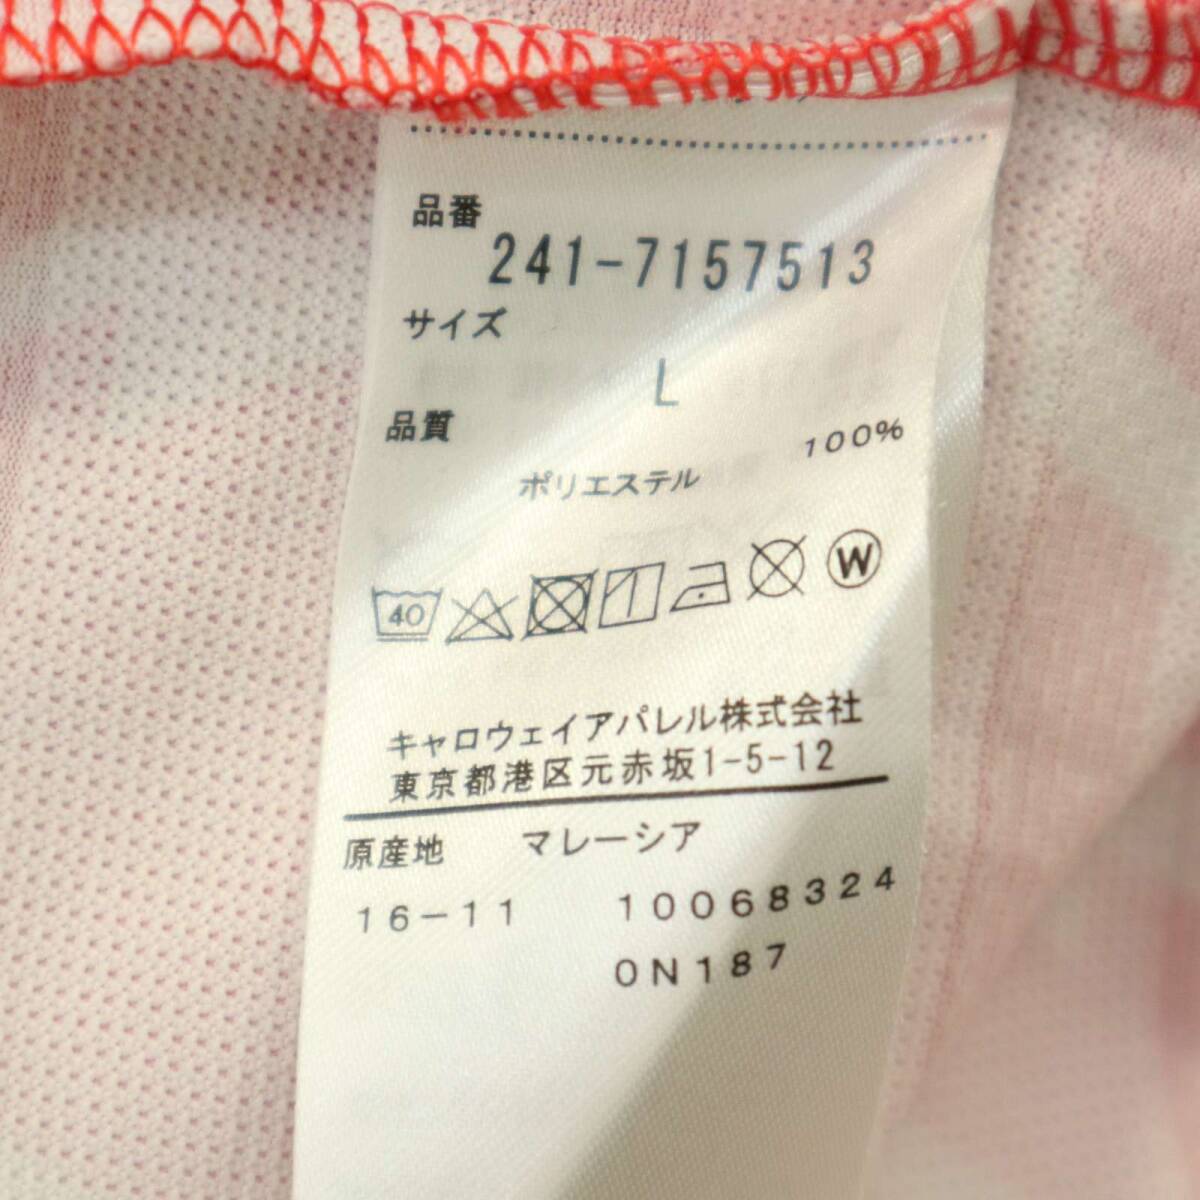 品番
241-7157513
サイズ
L
品質
100%
ポリエステル
40
W
キャロウェイアパレル株式会社
東京都港区元赤坂1-5-12
原産地 マレーシア
16-11 10068324
0N187